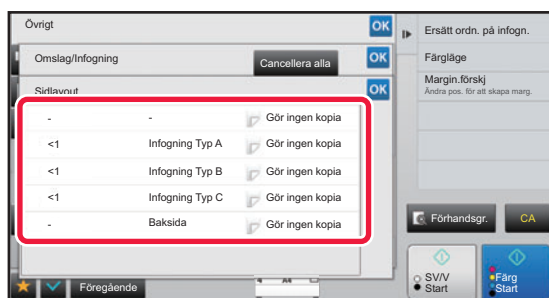 Övrigt
OK
Omslag/Infogning
Cancellera alla
OK
Sidlayout
OK
- - Gör ingen kopia
<1 Infogning Typ A Gör ingen kopia
<1 Infogning Typ B Gör ingen kopia
<1 Infogning Typ C Gör ingen kopia
- Baksida Gör ingen kopia
Föregående
Ersätt ordn. på infogn.
Färgläge
Margin.förskj
Ändra pos. för att skapa marg.
Förhandsgr.
CA
SV/V
Start
Färg
Start